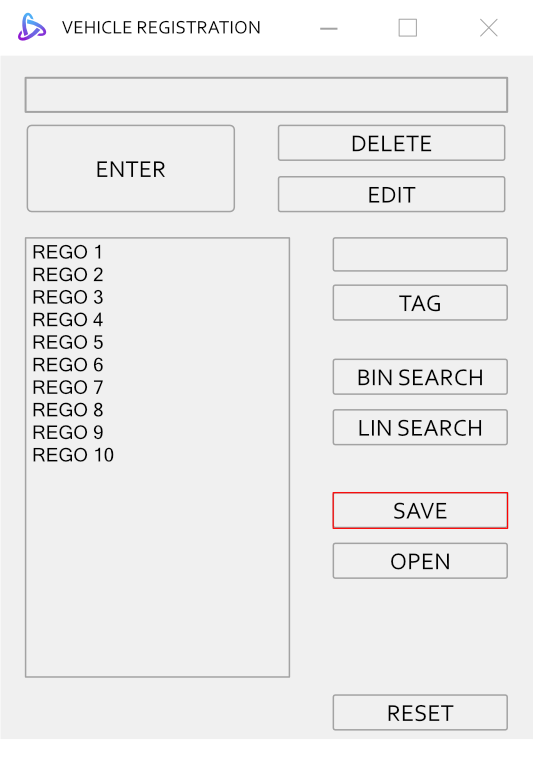 VEHICLE REGISTRATION
ENTER
DELETE
EDIT
REGO 1
REGO 2
REGO 3
REGO 4
REGO 5
REGO 6
REGO 7
REGO 8
REGO 9
REGO 10
TAG
BIN SEARCH
LIN SEARCH
SAVE
OPEN
RESET